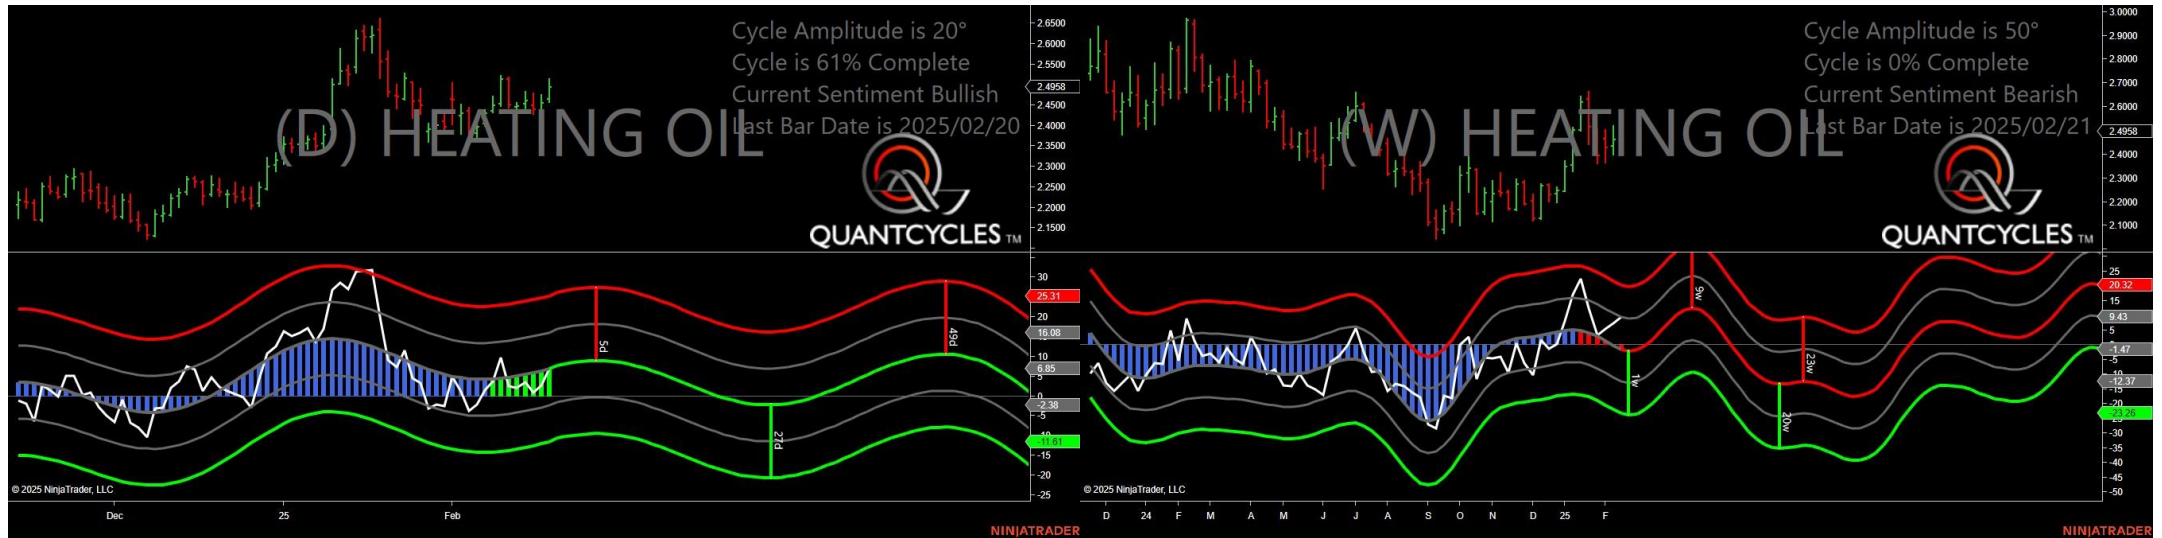 Cycle Amplitude is 20°
Cycle is 61% Complete
Current Sentiment Bullish
Last Bar Date is 2025/02/20
(D) HEATING OIL
QUANTCYCLES TM
2.6500
2.6000
2.5500
2.4958
2.4500
2.4000
2.3500
2.3000
2.2500
2.2000
2.1500
30
25.31
20
16.08
10
6.85
5
0
-2.38
-5
-10
-11.61
-15
-20
-25
5d
27d
49d
© 2025 NinjaTrader, LLC
Dec 25 Feb
NINJATRADER
Cycle Amplitude is 50°
Cycle is 0% Complete
Current Sentiment Bearish
Last Bar Date is 2025/02/21
(W) HEATING OIL
QUANTCYCLES TM
3.0000
2.9000
2.8000
2.7000
2.6000
2.4958
2.4000
2.3000
2.2000
2.1000
25
20.32
15
9.43
5
-1.47
-5
-12.37
-15
-20
-23.26
-30
-35
-40
-45
-50
1w
9w
20w
23w
© 2025 NinjaTrader, LLC
D 24 F M A M J J A S O N D 25 F
NINJATRADER